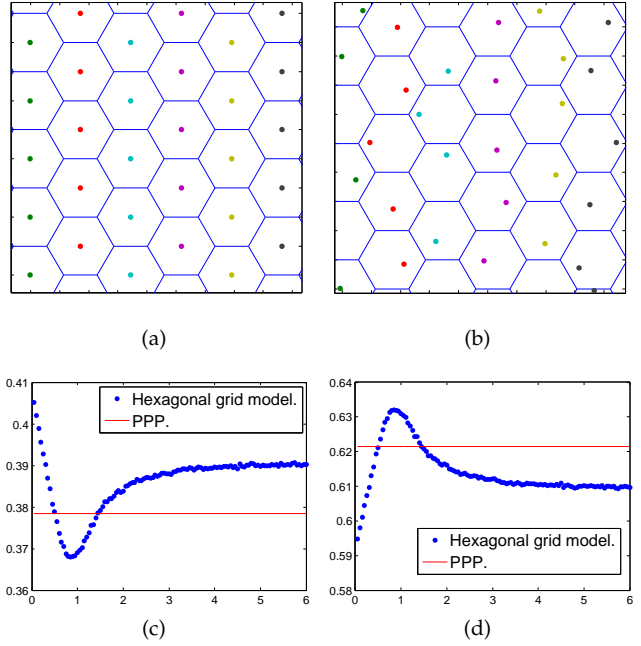 (a)
(b)
0.41
0.4
0.39
0.38
0.37
0.36
0 1 2 3 4 5 6
Hexagonal grid model.
PPP.
(c)
0.64
0.63
0.62
0.61
0.6
0.59
0.58
0 1 2 3 4 5 6
Hexagonal grid model.
PPP.
(d)